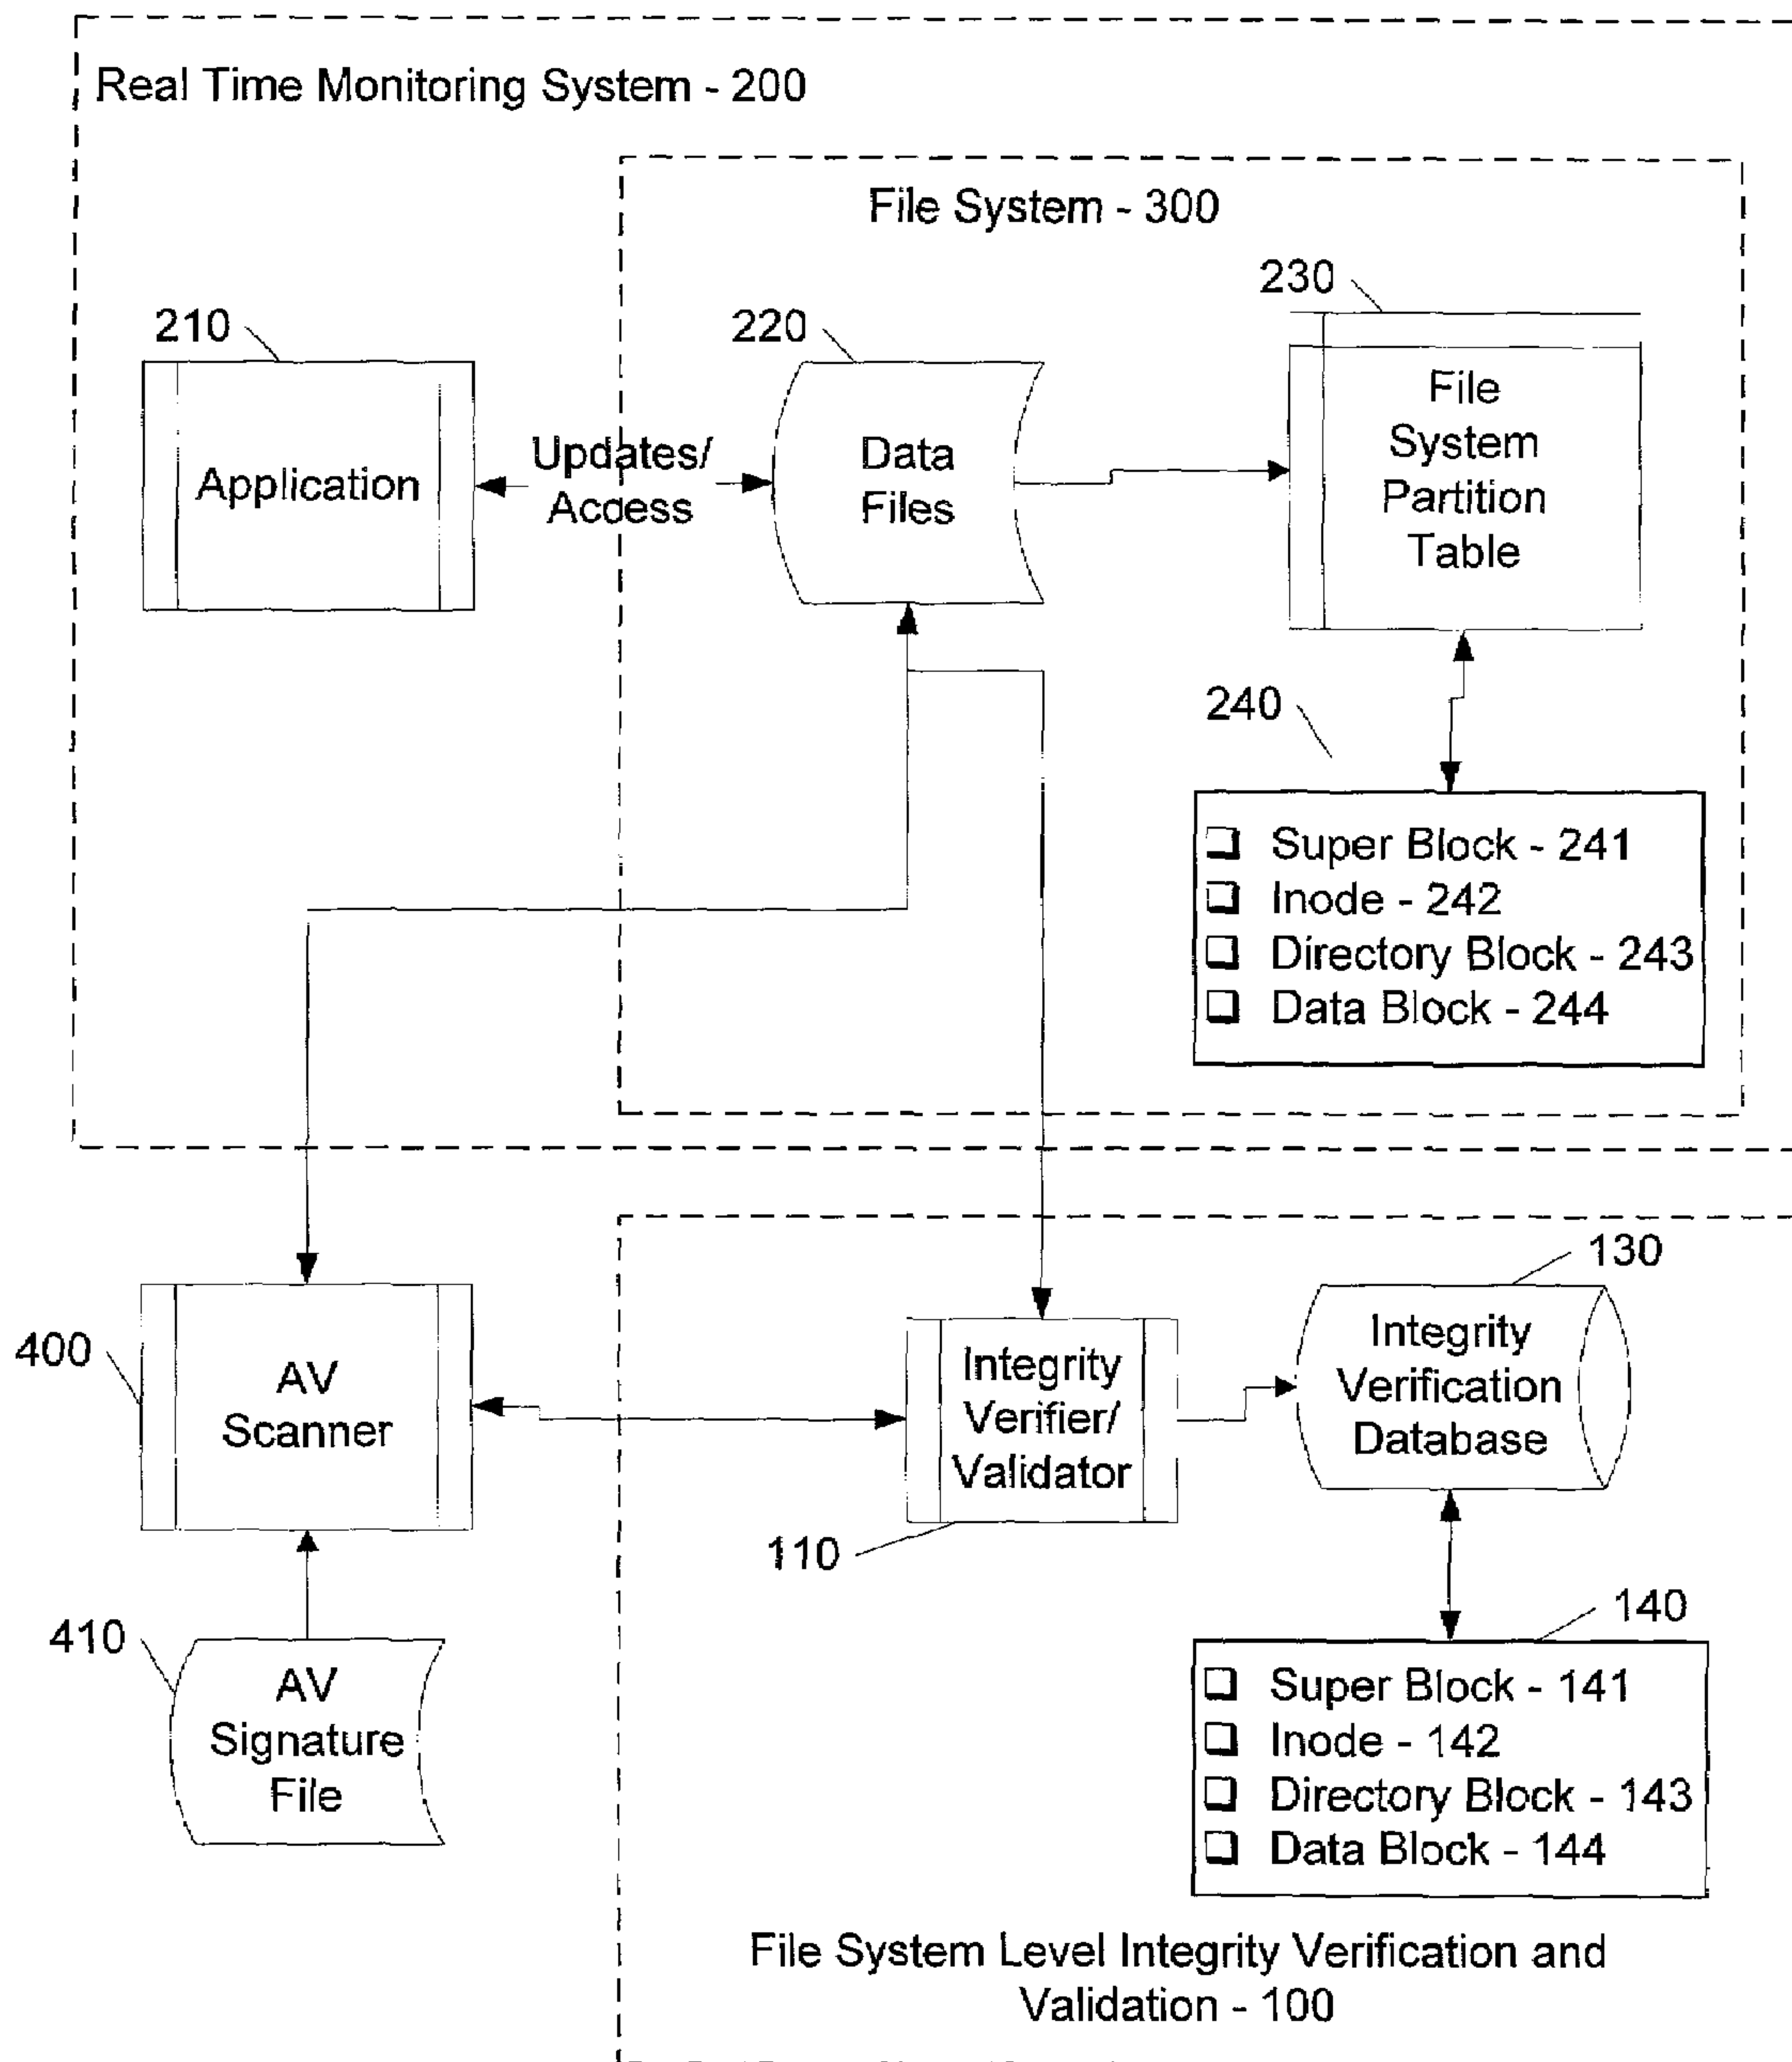 Real Time Monitoring System - 200
File System - 300
230
210
220
File
System
Partition
Table
Application
Updates/
Access
Data
Files
240
Super Block - 241
Inode - 242
Directory Block - 243
Data Block - 244
130
400
AV
Scanner
Integrity
Verifier/
Validator
Integrity
Verification
Database
110
410
140
AV
Signature
File
Super Block - 141
Inode - 142
Directory Block - 143
Data Block - 144
File System Level Integrity Verification and
Validation - 100